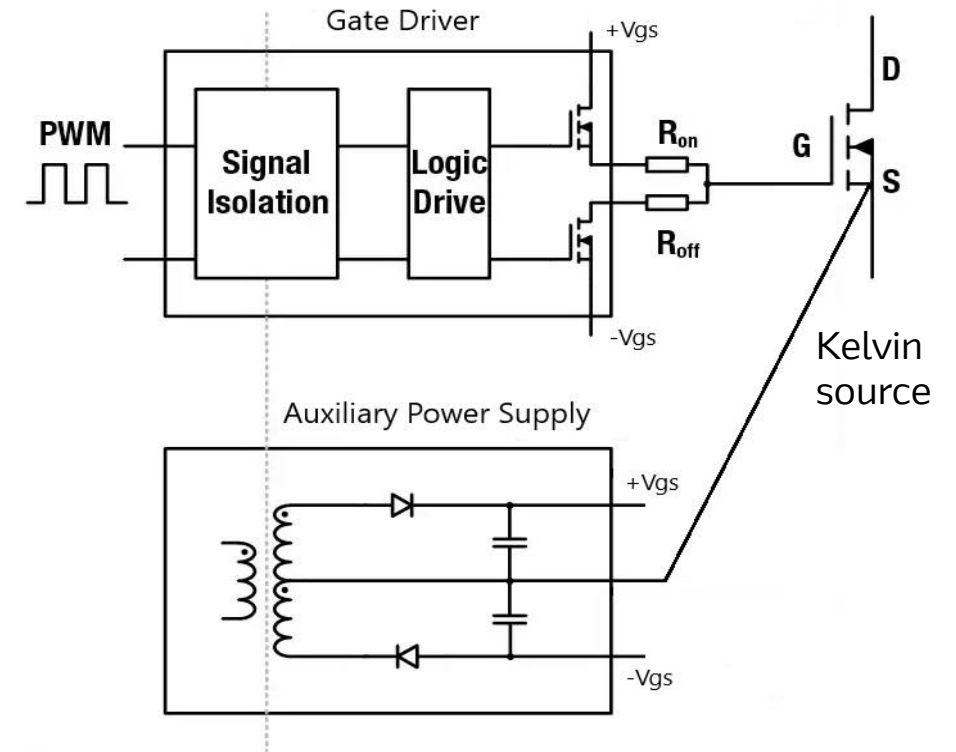 Gate Driver
+Vgs
D
PWM
Signal
Isolation
Logic
Drive
Ron
G
S
Roff
-Vgs
Kelvin
source
Auxiliary Power Supply
+Vgs
-Vgs